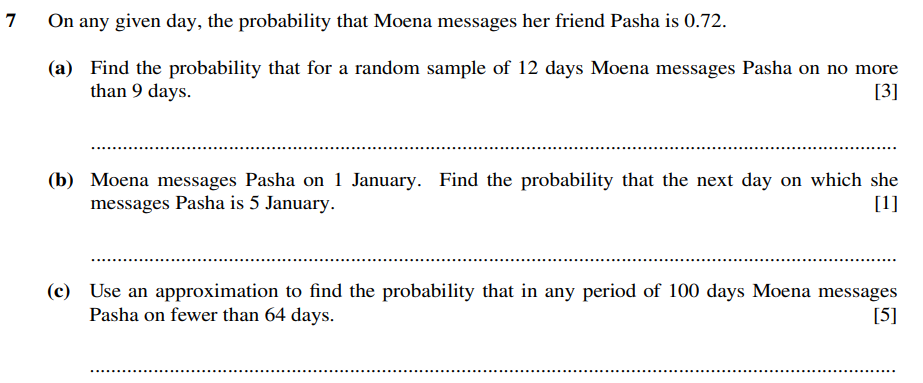 7 On any given day, the probability that Moena messages her friend Pasha is 0.72.
(a) Find the probability that for a random sample of 12 days Moena messages Pasha on no more
than 9 days. [3]
(b) Moena messages Pasha on 1 January. Find the probability that the next day on which she
messages Pasha is 5 January. [1]
(c) Use an approximation to find the probability that in any period of 100 days Moena messages
Pasha on fewer than 64 days. [5]